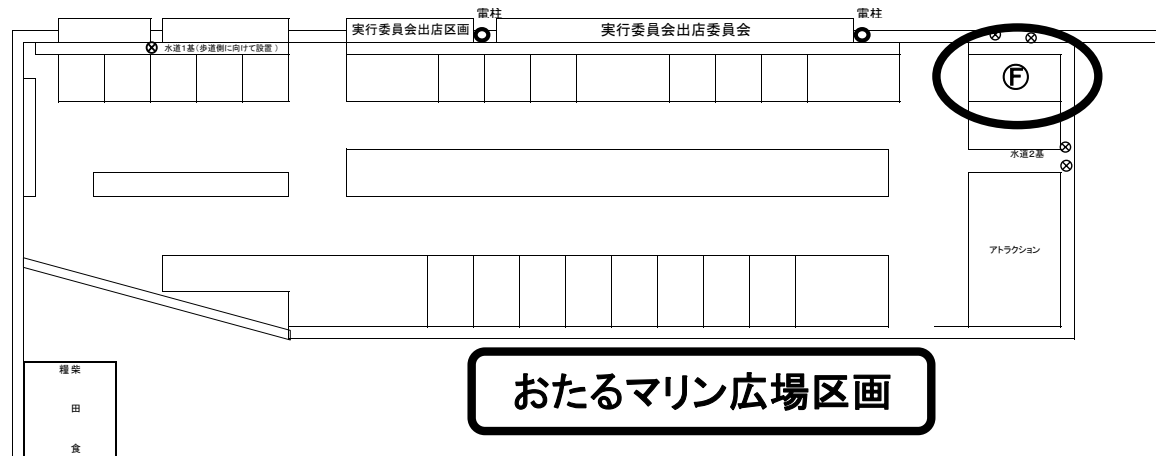 電柱
電柱
実行委員会出店区画
実行委員会出店委員会
水道1基(歩道側に向けて設置)
Ⓕ
水道2基
アトラクション
おたるマリン広場区画
柴田食
糧